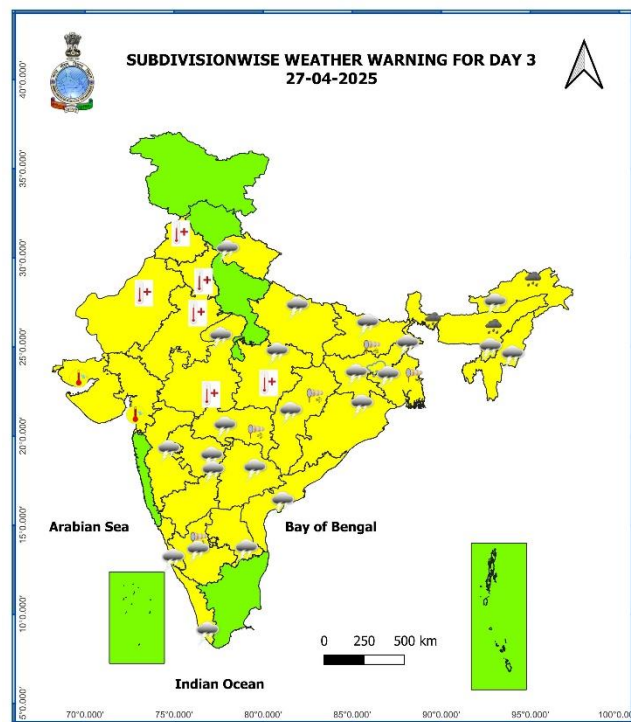 SUBDIVISIONWISE WEATHER WARNING FOR DAY 3
27-04-2025
40°0.000'
35°0.000'
30°0.000'
25°0.000'
20°0.000'
15°0.000'
10°0.000'
5°0.000'
Arabian Sea
Bay of Bengal
0 250 500 km
Indian Ocean
70°0.000' 75°0.000' 80°0.000' 85°0.000' 90°0.000' 95°0.000'